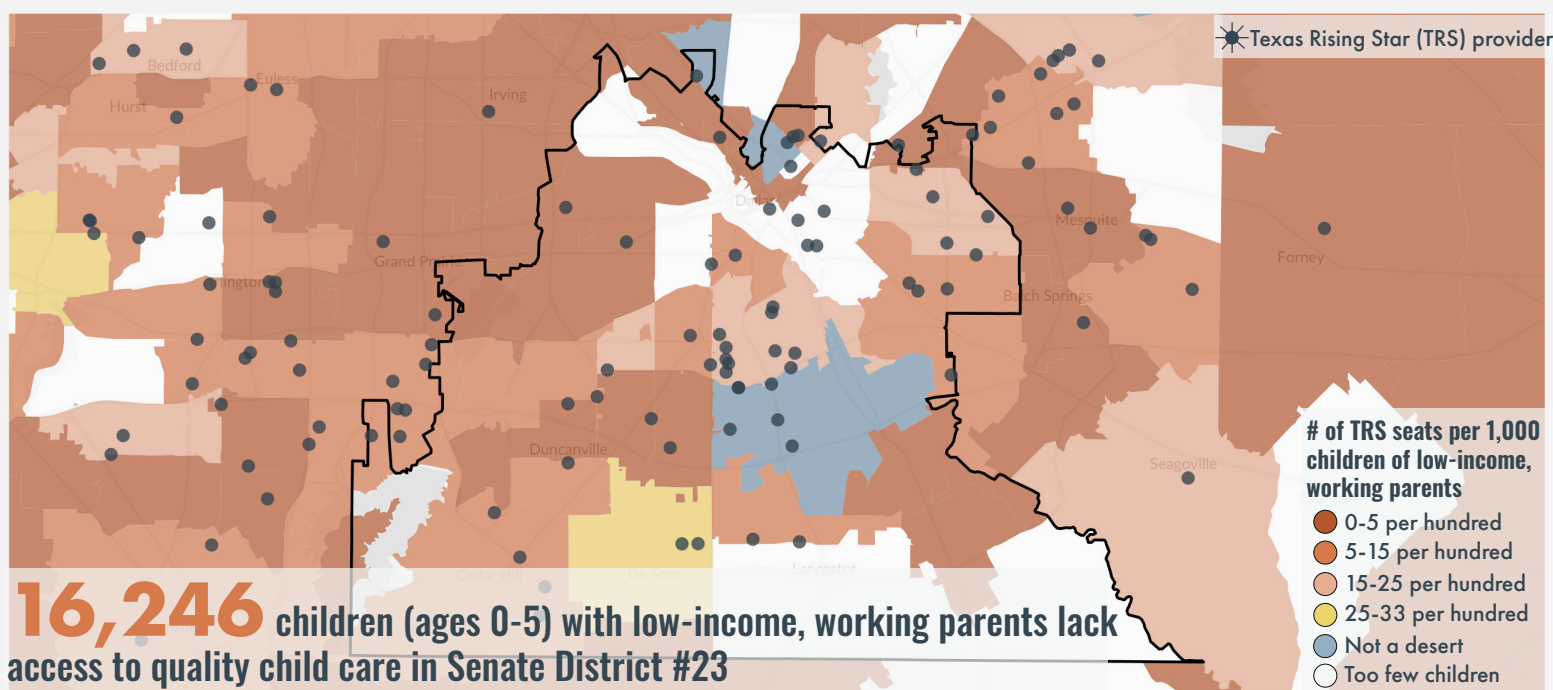 Texas Rising Star (TRS) provider
Bedford
Euless
Hurst
Irving
Dallas
Mesquite
Grand Prairie
Forney
Arlington
Balch Springs
Duncanville
Seagoville
Cedar Hill
De Soto
Lancaster
# of TRS seats per 1,000
children of low-income,
working parents
0-5 per hundred
5-15 per hundred
15-25 per hundred
25-33 per hundred
Not a desert
Too few children
16,246 children (ages 0-5) with low-income, working parents lack
access to quality child care in Senate District #23